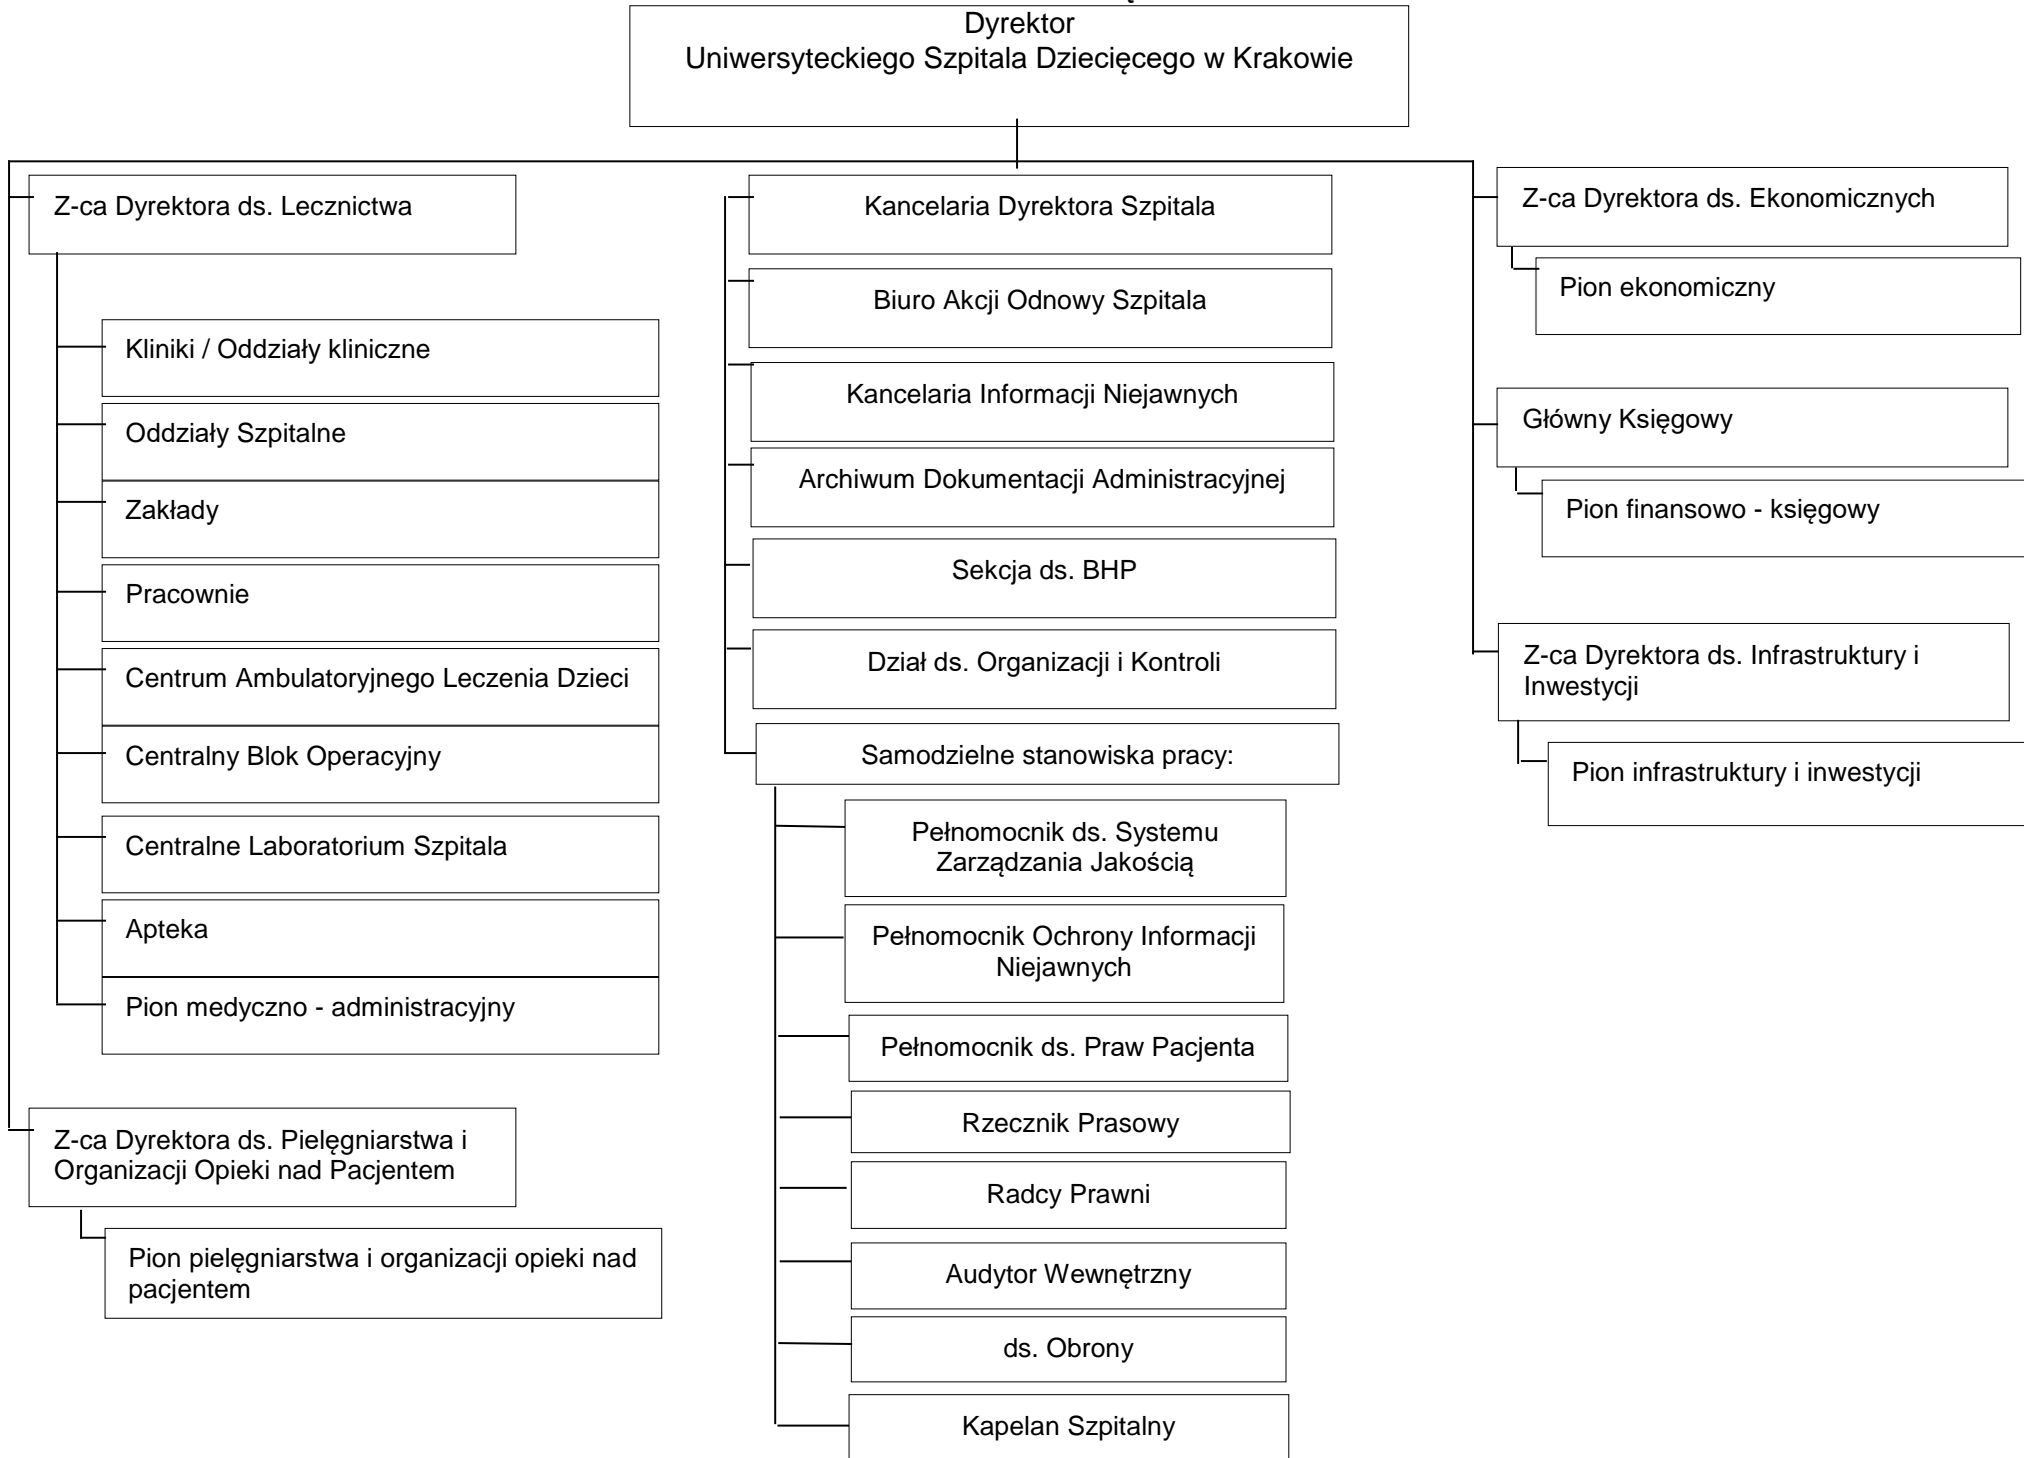 Dyrektor
Uniwersyteckiego Szpitala Dziecięcego w Krakowie
Z-ca Dyrektora ds. Lecznictwa
Kliniki / Oddziały kliniczne
Oddziały Szpitalne
Zakłady
Pracownie
Centrum Ambulatoryjnego Leczenia Dzieci
Centralny Blok Operacyjny
Centralne Laboratorium Szpitala
Apteka
Pion medyczno - administracyjny
Z-ca Dyrektora ds. Pielęgniarstwa i
Organizacji Opieki nad Pacjentem
Pion pielęgniarstwa i organizacji opieki nad
pacjentem
Kancelaria Dyrektora Szpitala
Biuro Akcji Odnowy Szpitala
Kancelaria Informacji Niejawnych
Archiwum Dokumentacji Administracyjnej
Sekcja ds. BHP
Dział ds. Organizacji i Kontroli
Samodzielne stanowiska pracy:
Pełnomocnik ds. Systemu
Zarządzania Jakością
Pełnomocnik Ochrony Informacji
Niejawnych
Pełnomocnik ds. Praw Pacjenta
Rzecznik Prasowy
Radcy Prawni
Audytor Wewnętrzny
ds. Obrony
Kapelan Szpitalny
Z-ca Dyrektora ds. Ekonomicznych
Pion ekonomiczny
Główny Księgowy
Pion finansowo - księgowy
Z-ca Dyrektora ds. Infrastruktury i
Inwestycji
Pion infrastruktury i inwestycji